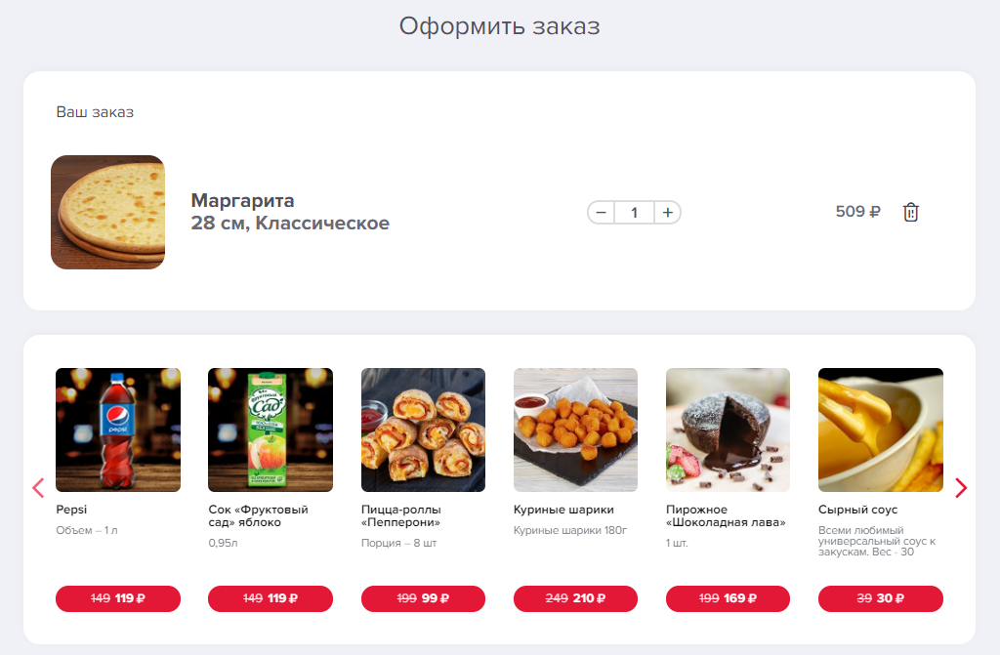 Оформить заказ
Ваш заказ
Маргарита
28 см, Классическое
− 1 +
509 ₽
pepsi
Сад
Pepsi
Объем – 1 л
149 119 ₽
Сок «Фруктовый
сад» яблоко
0,95л
149 119 ₽
Пицца-роллы
«Пепперони»
Порция – 8 шт
199 99 ₽
Куриные шарики
Куриные шарики 180г
249 210 ₽
Пирожное
«Шоколадная лава»
1 шт.
199 169 ₽
Сырный соус
Всеми любимый
универсальный соус к
закускам. Вес - 30
39 30 ₽